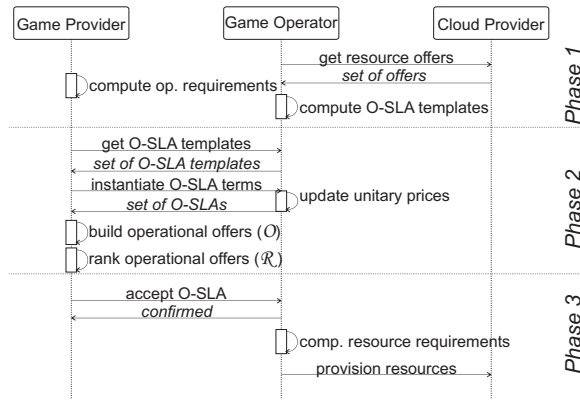 Game Provider
Game Operator
Cloud Provider
get resource offers
set of offers
compute op. requirements
compute O-SLA templates
Phase 1
get O-SLA templates
set of O-SLA templates
instantiate O-SLA terms
update unitary prices
set of O-SLAs
build operational offers (O)
rank operational offers (R)
Phase 2
accept O-SLA
confirmed
comp. resource requirements
provision resources
Phase 3